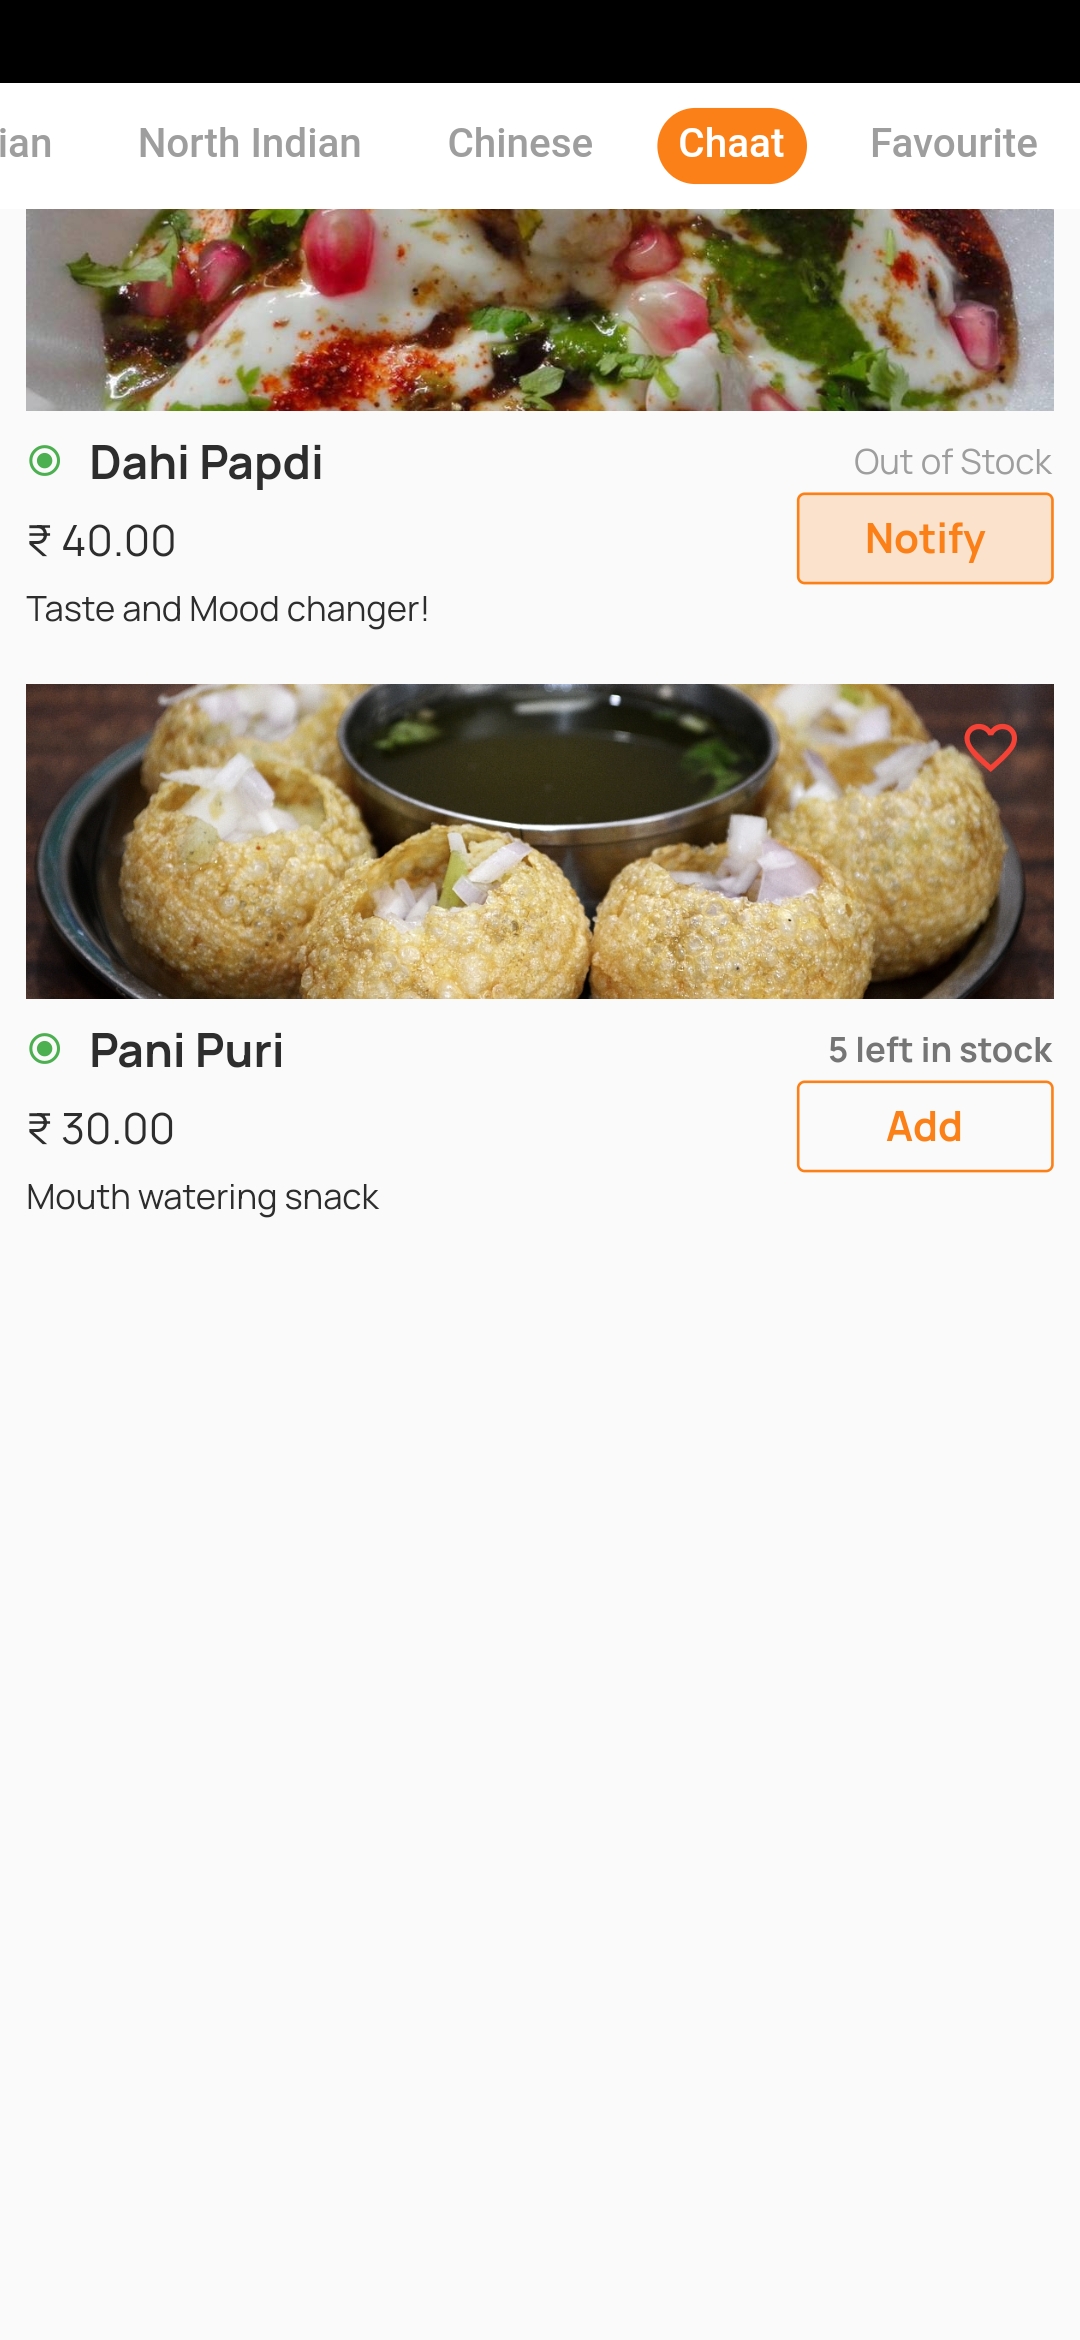 ian North Indian Chinese Chaat Favourite
Dahi Papdi Out of Stock
₹ 40.00 Notify
Taste and Mood changer!
Pani Puri 5 left in stock
₹ 30.00 Add
Mouth watering snack